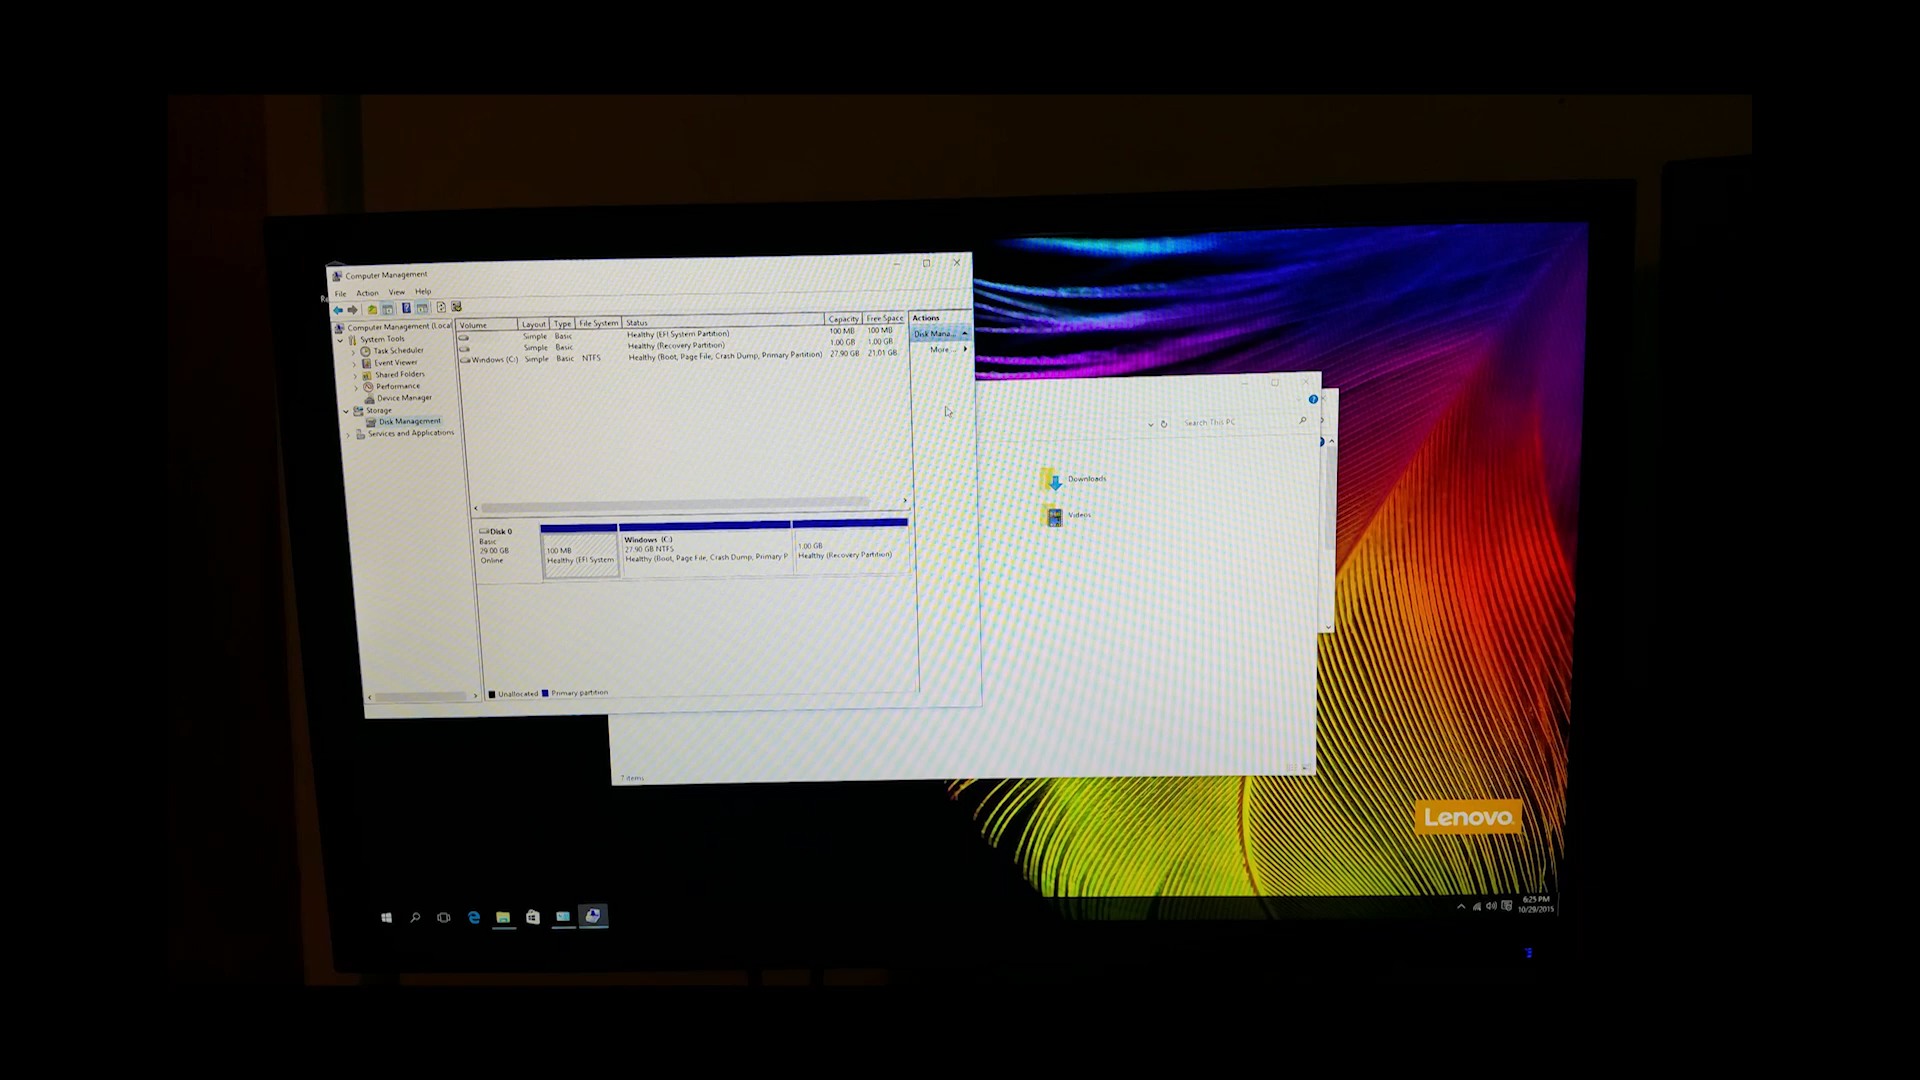 Computer Management
File Action View Help
Computer Management (Local
System Tools
Task Scheduler
Event Viewer
Shared Folders
Performance
Device Manager
Storage
Disk Management
Services and Applications
Volume Layout Type File System Status Capacity Free Space
Simple Basic Healthy (EFI System Partition) 100 MB 100 MB
Simple Basic Healthy (Recovery Partition) 1.00 GB 1.00 GB
Windows (C:) Simple Basic NTFS Healthy (Boot, Page File, Crash Dump, Primary Partition) 27.90 GB 21.01 GB
Actions
Disk Mana...
More ...
Disk 0
Basic
29.00 GB
Online
100 MB
Healthy (EFI System
Windows (C:)
27.90 GB NTFS
Healthy (Boot, Page File, Crash Dump, Primary P
1.00 GB
Healthy (Recovery Partition)
Unallocated Primary partition
Search This PC
Downloads
Videos
7 items
Lenovo
6:25 PM
10/29/2015